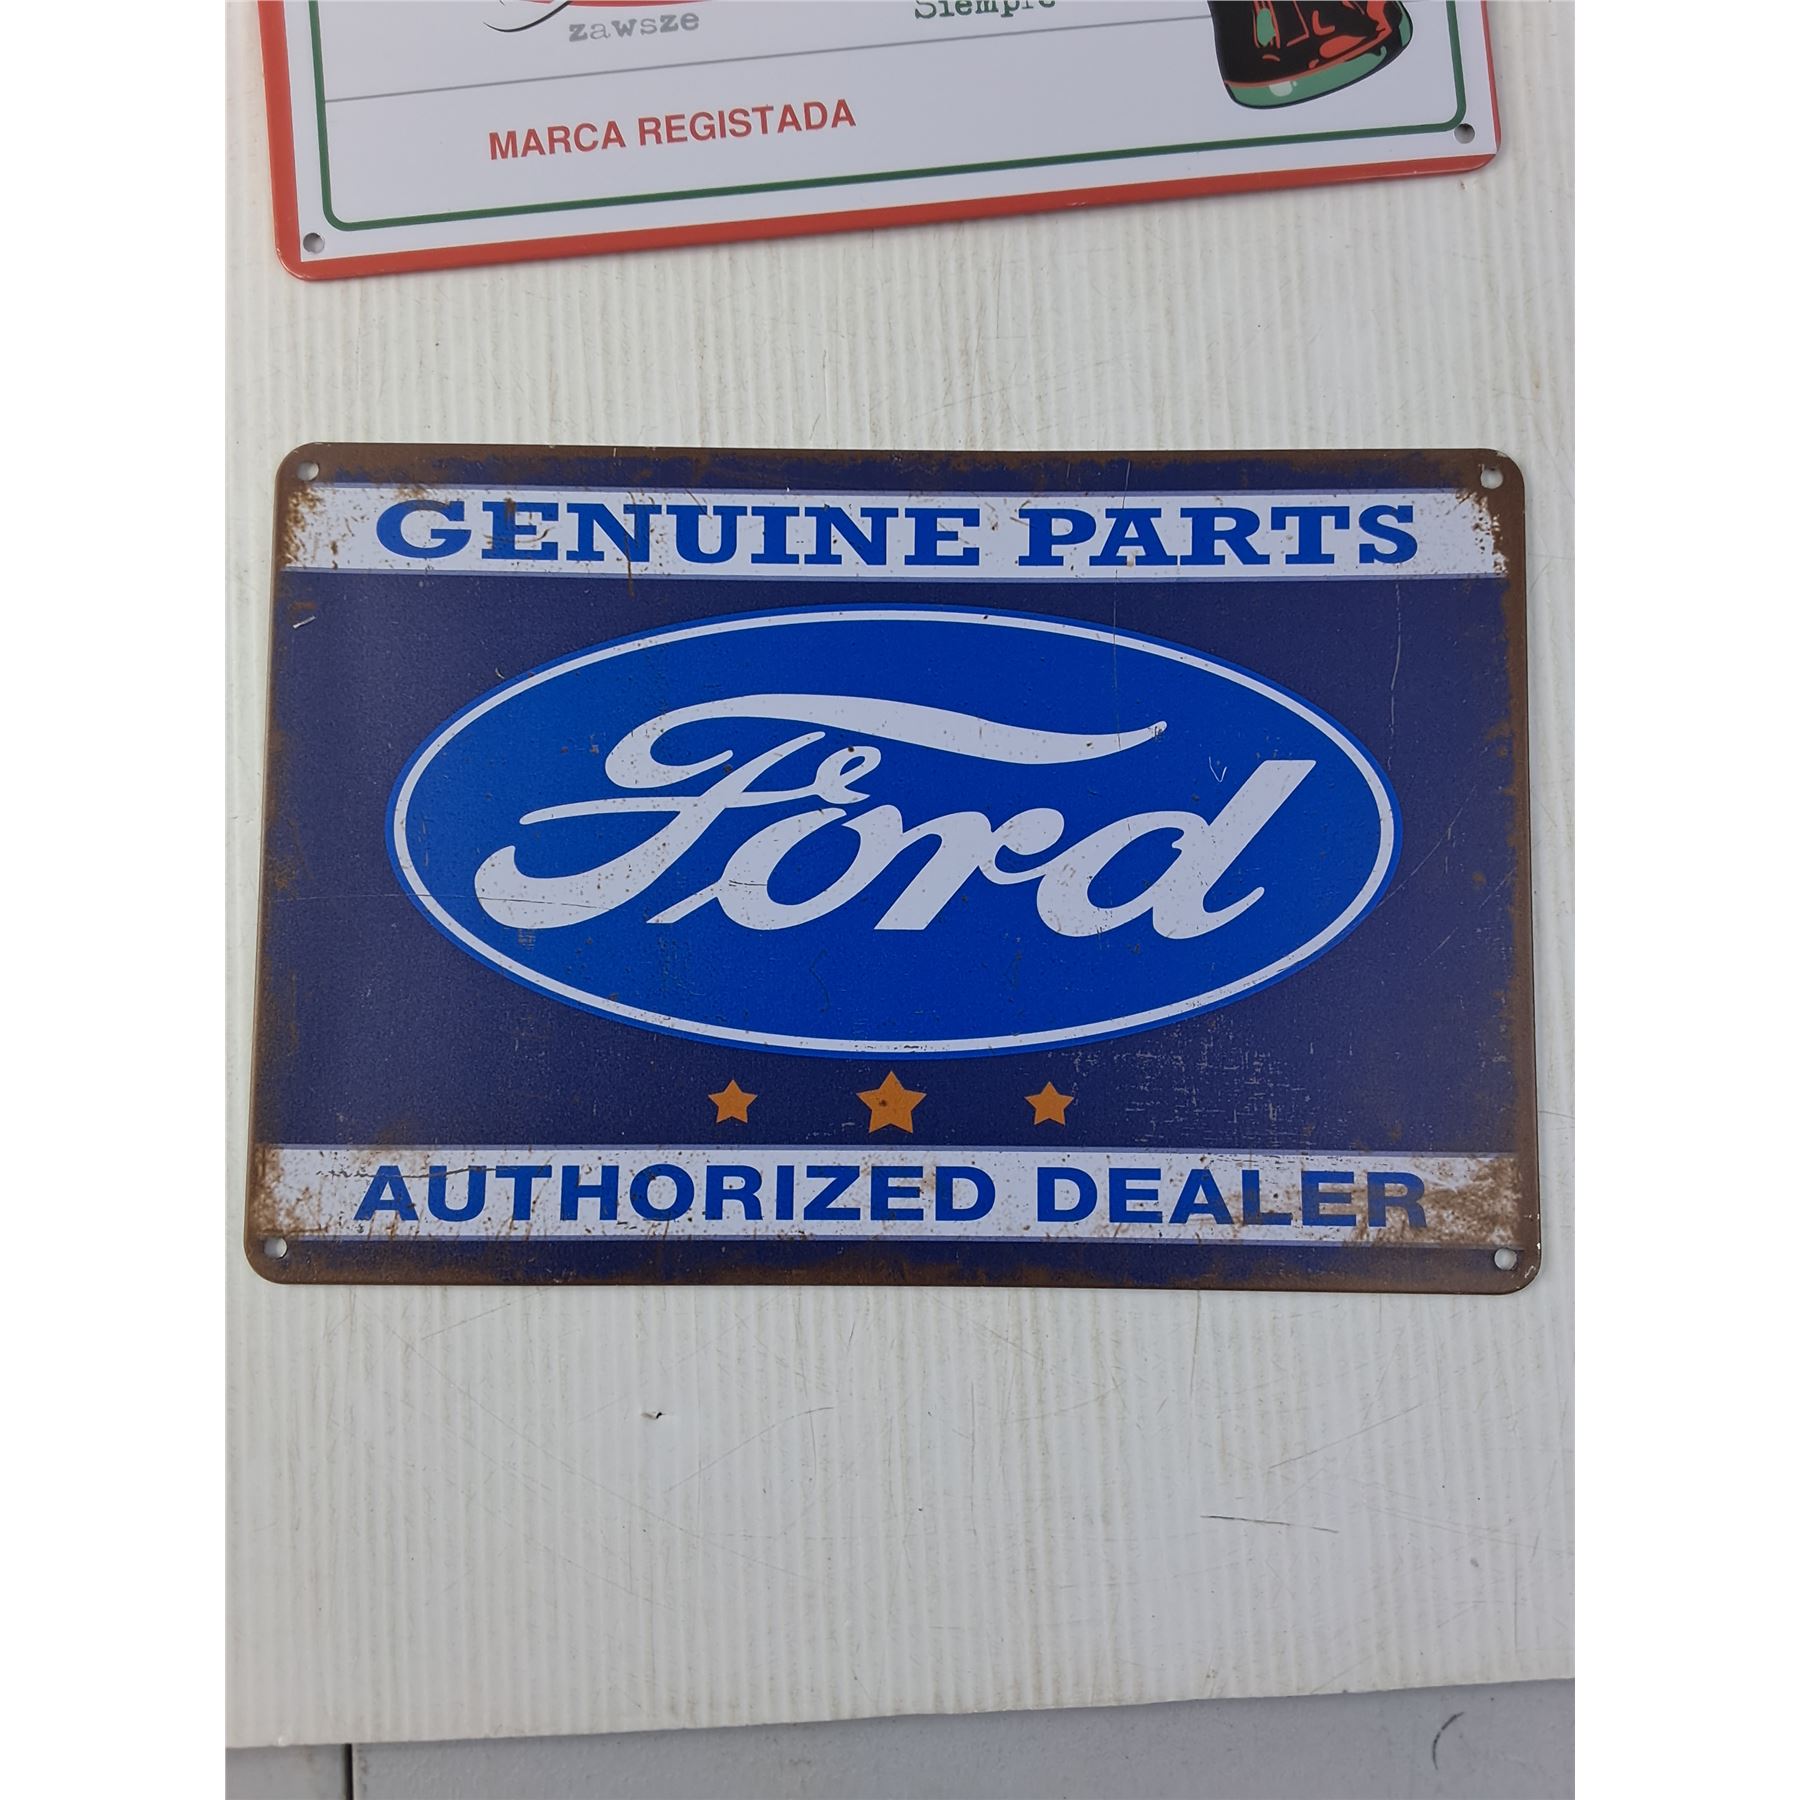 zawsze
Siempre
MARCA REGISTADA
GENUINE PARTS
Ford
AUTHORIZED DEALER